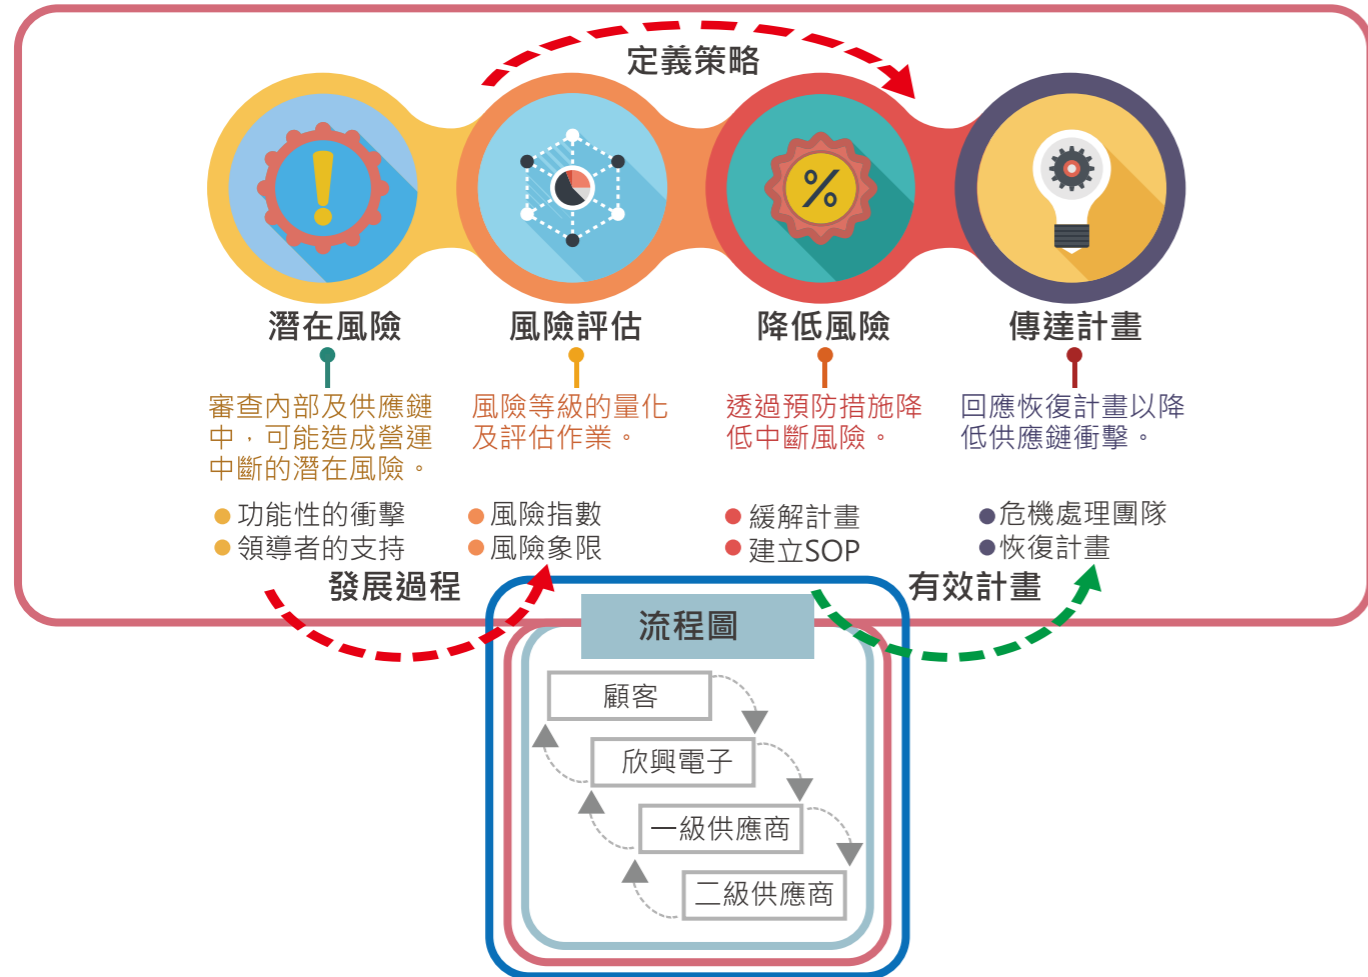 定義策略
%
潛在風險
風險評估
降低風險
傳達計畫
審查內部及供應鏈
中，可能造成營運
中斷的潛在風險。
風險等級的量化
及評估作業。
透過預防措施降
低中斷風險。
回應恢復計畫以降
低供應鏈衝擊。
功能性的衝擊
領導者的支持
風險指數
風險象限
緩解計畫
建立SOP
危機處理團隊
恢復計畫
發展過程
有效計畫
流程圖
顧客
欣興電子
一級供應商
二級供應商